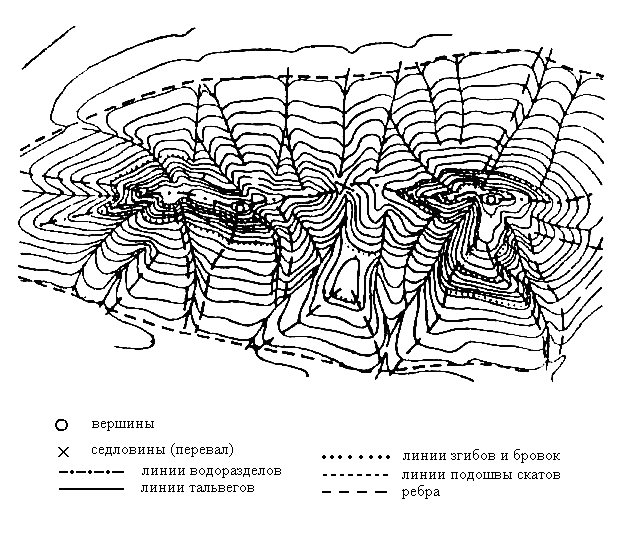 вершины
седловины (перевал)
линии водоразделов
линии тальвегов
линии згибов и бровок
линии подошвы скатов
ребра